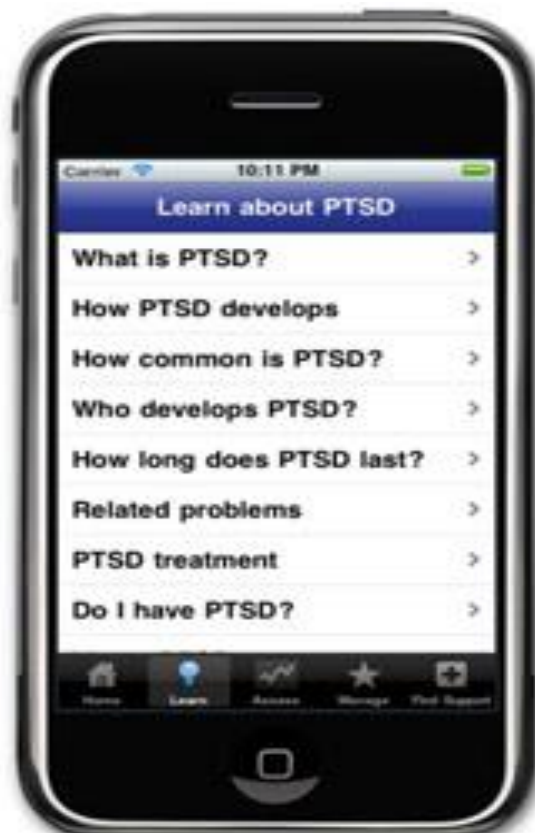 Carrier 10:11 PM
Learn about PTSD
What is PTSD?
How PTSD develops
How common is PTSD?
Who develops PTSD?
How long does PTSD last?
Related problems
PTSD treatment
Do I have PTSD?
Home Learn Assess Manage Find Support